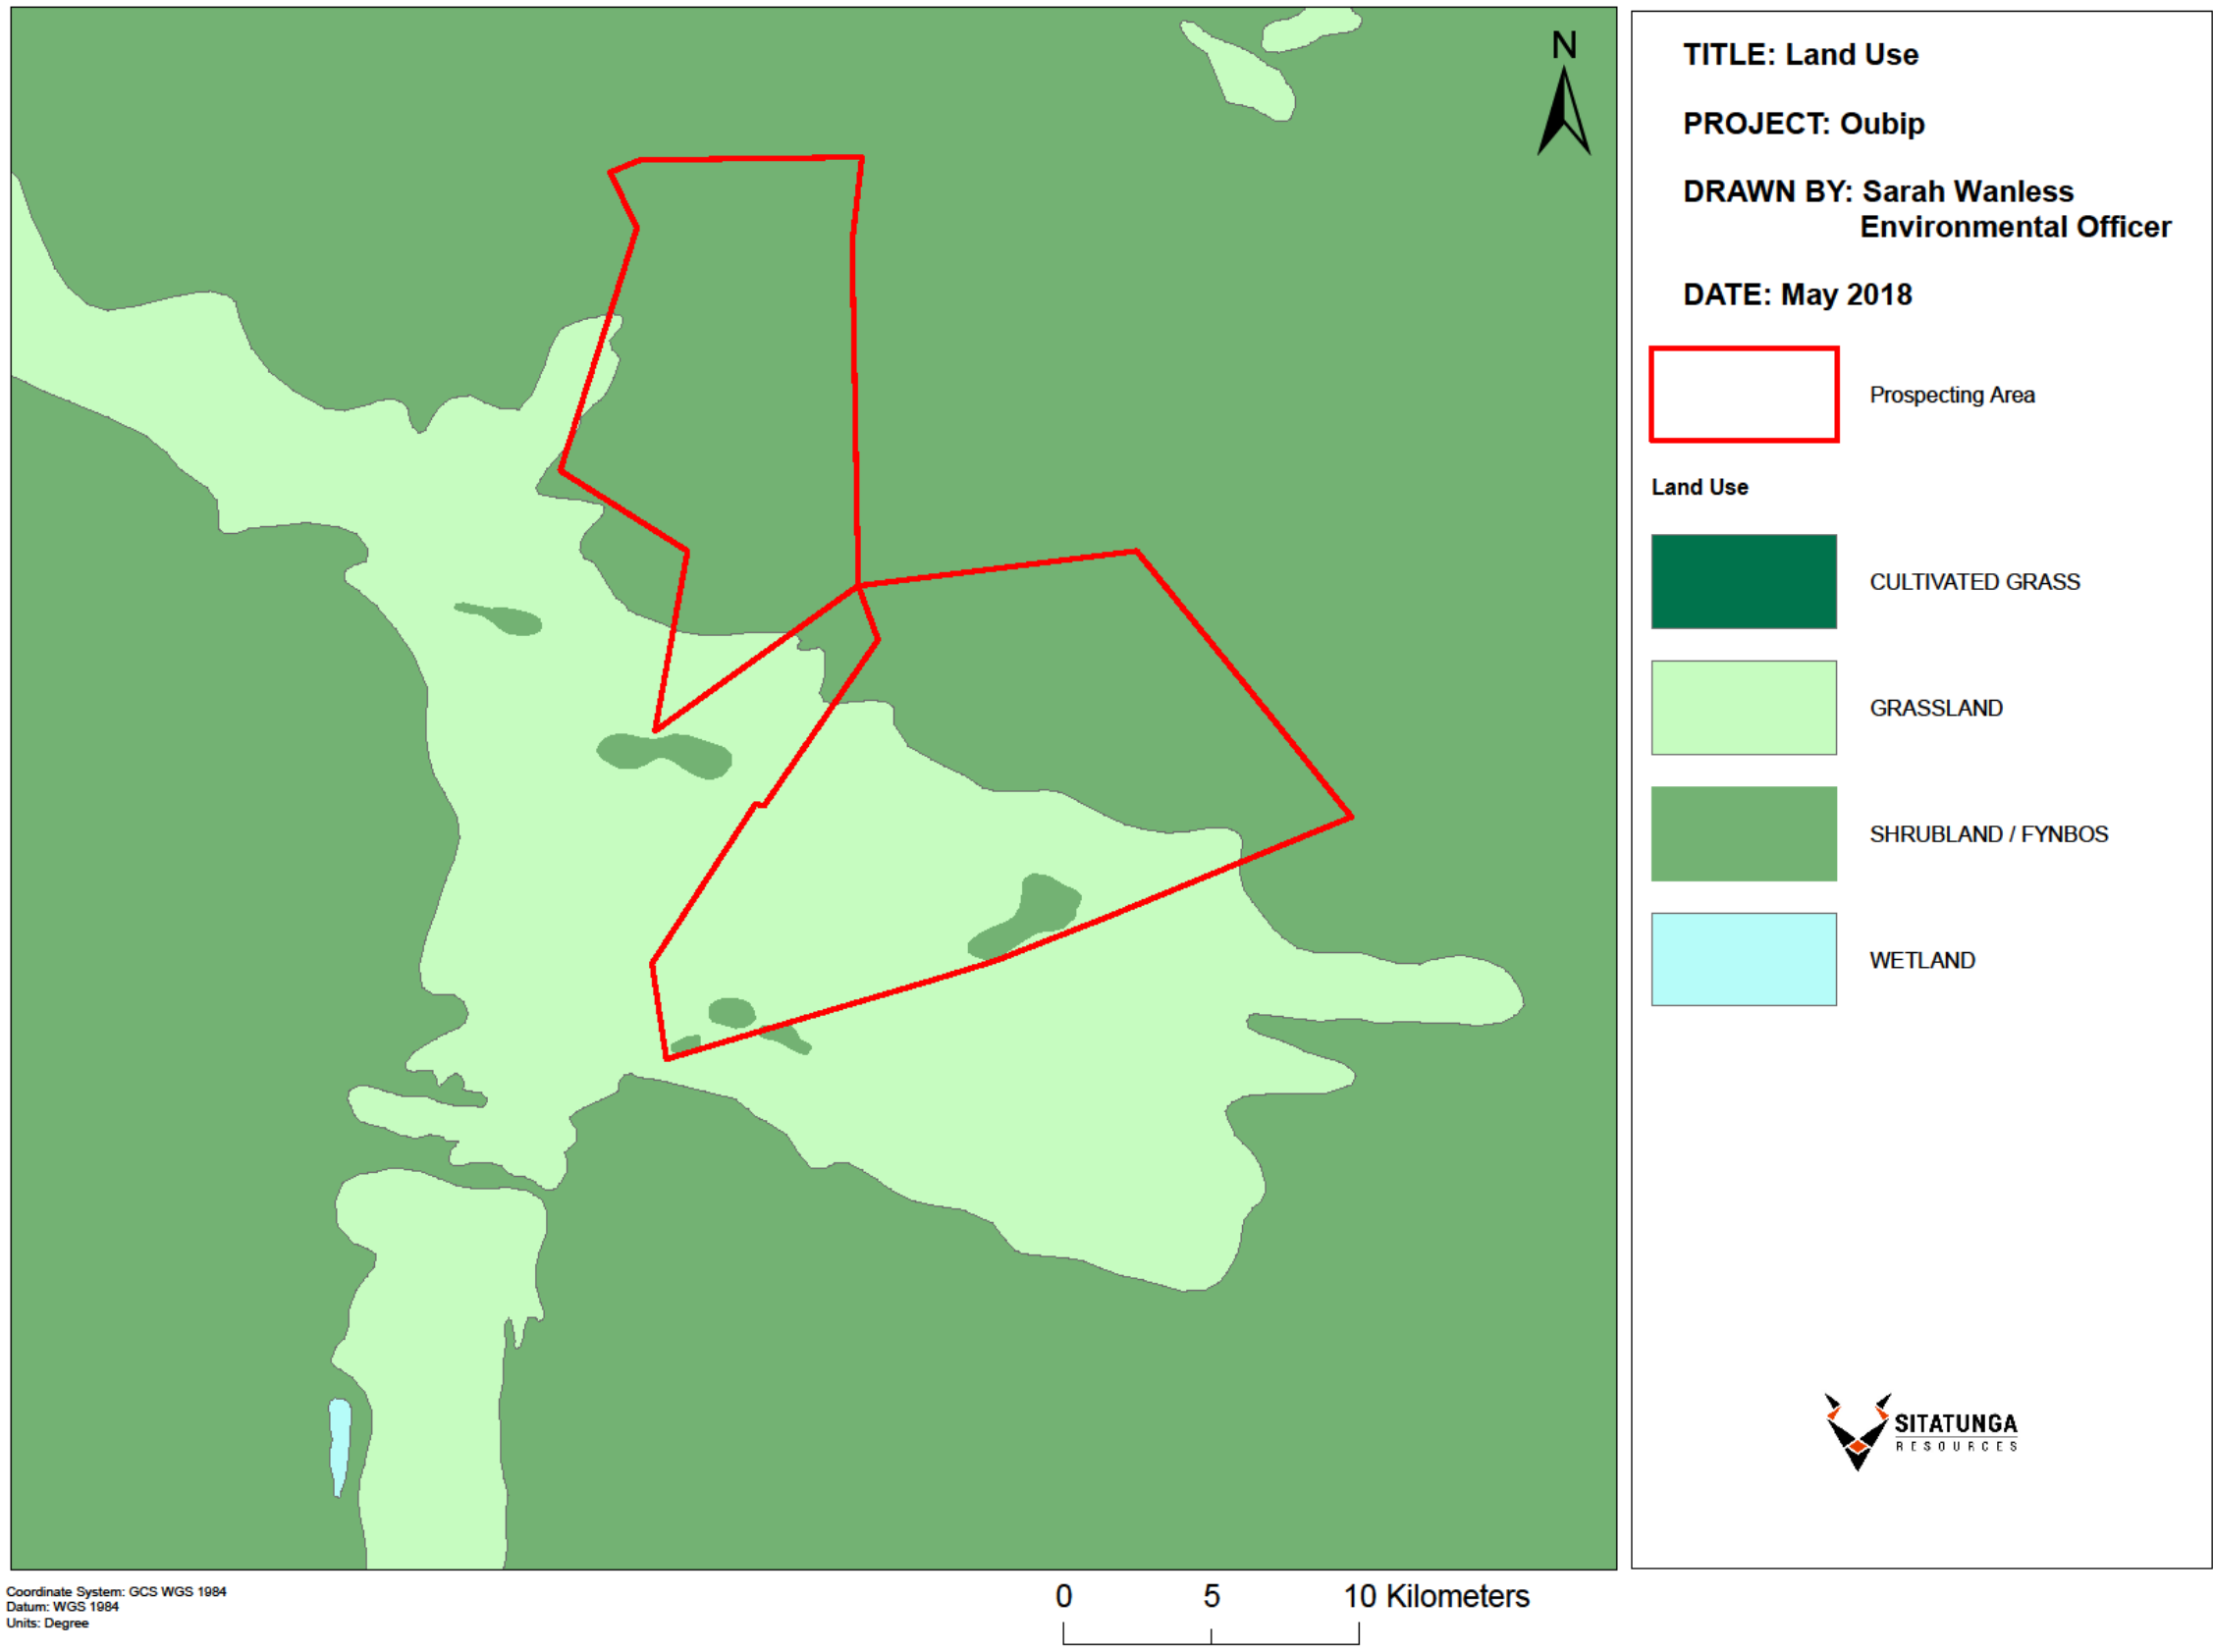 N
TITLE: Land Use
PROJECT: Oubip
DRAWN BY: Sarah Wanless
Environmental Officer
DATE: May 2018
Prospecting Area
Land Use
CULTIVATED GRASS
GRASSLAND
SHRUBLAND / FYNBOS
WETLAND
SITATUNGA
RESOURCES
Coordinate System: GCS WGS 1984
Datum: WGS 1984
Units: Degree
0 5 10 Kilometers